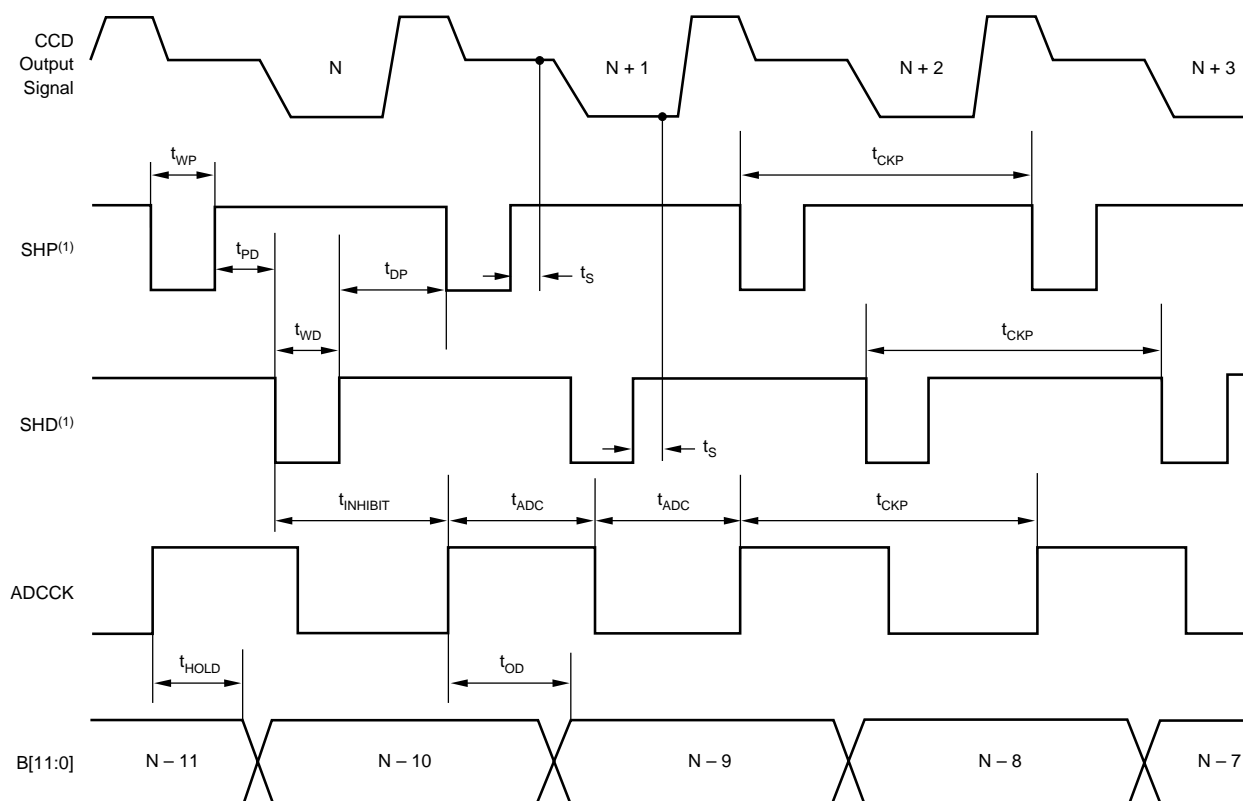 CCD
Output
Signal
N
N + 1
N + 2
N + 3
tWP
tCKP
SHP(1)
tPD
tDP
tS
tWD
tCKP
SHD(1)
tS
tINHIBIT
tADC
tADC
tCKP
ADCCK
tHOLD
tOD
B[11:0]
N – 11
N – 10
N – 9
N – 8
N – 7